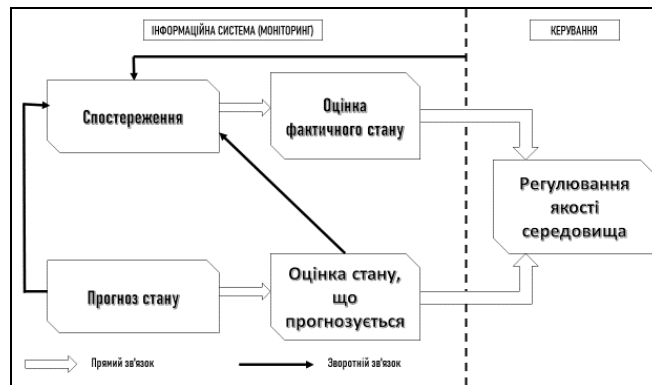 ІНФОРМАЦІЙНА СИСТЕМА (МОНІТОРИНГ)
КЕРУВАННЯ
Спостереження
Оцінка
фактичного стану
Регулювання
якості
середовища
Прогноз стану
Оцінка стану,
що
прогнозується
Прямий зв'язок
Зворотній зв'язок